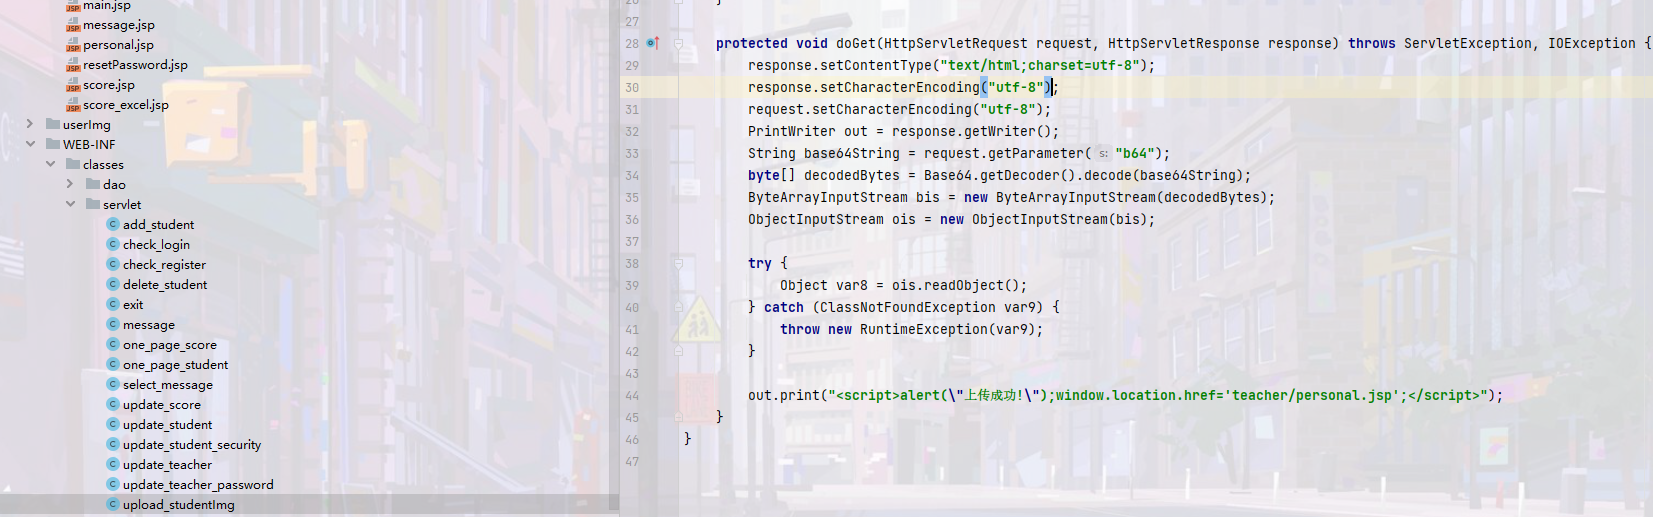 main.jsp
message.jsp
personal.jsp
resetPassword.jsp
score.jsp
score_excel.jsp
userImg
WEB-INF
classes
dao
servlet
add_student
check_login
check_register
delete_student
exit
message
one_page_score
one_page_student
select_message
update_score
update_student
update_student_security
update_teacher
update_teacher_password
upload_studentImg
26 }
27
28 protected void doGet(HttpServletRequest request, HttpServletResponse response) throws ServletException, IOException {
29 response.setContentType("text/html;charset=utf-8");
30 response.setCharacterEncoding("utf-8");
31 request.setCharacterEncoding("utf-8");
32 PrintWriter out = response.getWriter();
33 String base64String = request.getParameter( s: "b64");
34 byte[] decodedBytes = Base64.getDecoder().decode(base64String);
35 ByteArrayInputStream bis = new ByteArrayInputStream(decodedBytes);
36 ObjectInputStream ois = new ObjectInputStream(bis);
37
38 try {
39 Object var8 = ois.readObject();
40 } catch (ClassNotFoundException var9) {
41 throw new RuntimeException(var9);
42 }
43
44 out.print("<script>alert(\"上传成功!\");window.location.href='teacher/personal.jsp';</script>");
45 }
46 }
47